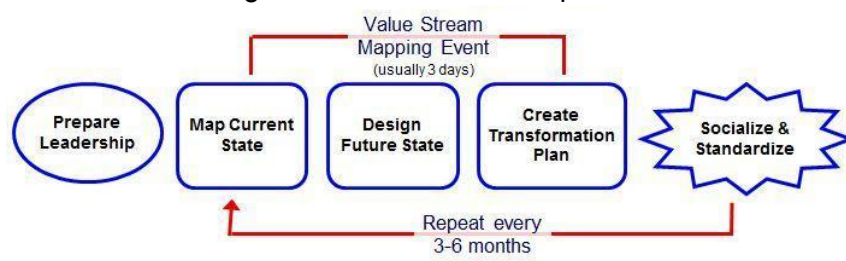 Value Stream
Mapping Event
(usually 3 days)
Prepare
Leadership
Map Current
State
Design
Future State
Create
Transformation
Plan
Socialize &
Standardize
Repeat every
3-6 months